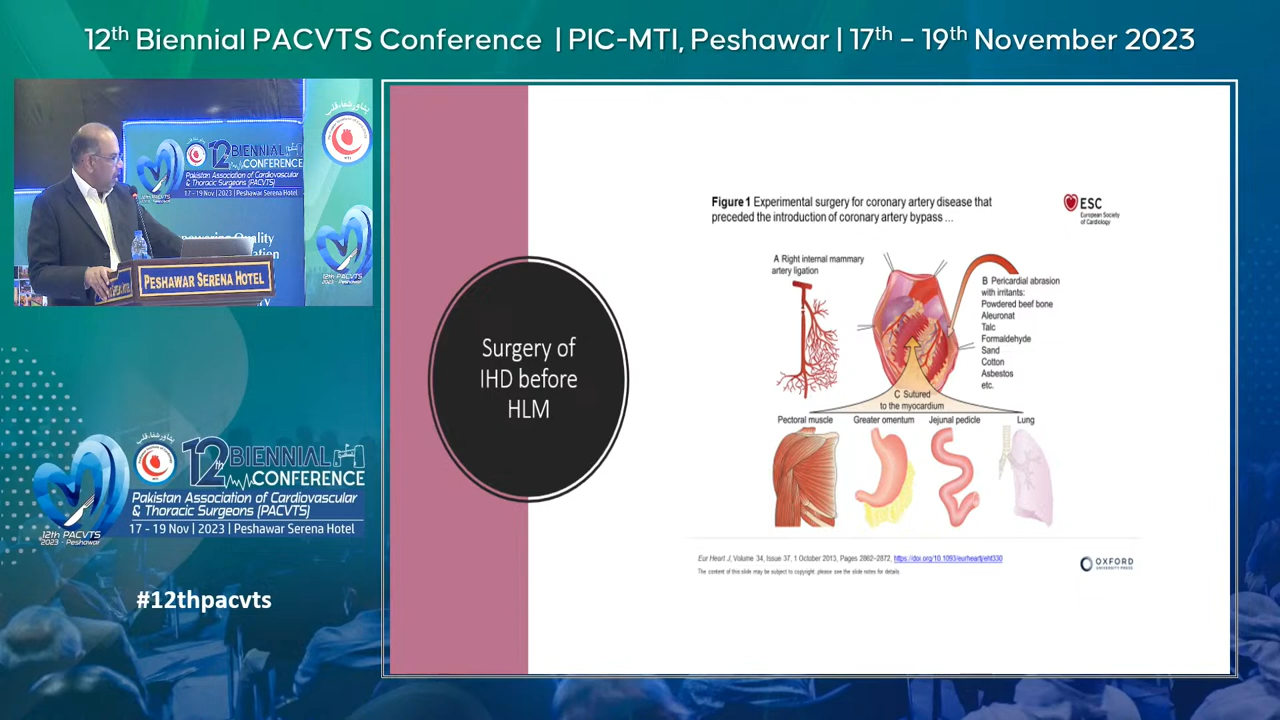 12th Biennial PACVTS Conference | PIC-MTI, Peshawar | 17th – 19th November 2023
12 BIENNIAL
CONFERENCE
Pakistan Association of Cardiovascular
& Thoracic Surgeons (PACVTS)
17 - 19 Nov | 2023 | Peshawar Serena Hotel
PESHAWAR SERENA HOTEL
12th PACVTS
2023 - Peshawar
Surgery of
IHD before
HLM
Figure 1 Experimental surgery for coronary artery disease that
preceded the introduction of coronary artery bypass ...
ESC
European Society
of Cardiology
A Right internal mammary
artery ligation
B Pericardial abrasion
with irritants:
Powdered beef bone
Aleuronat
Talc
Formaldehyde
Sand
Cotton
Asbestos
etc.
C Sutured
to the myocardium
Pectoral muscle Greater omentum Jejunal pedicle Lung
Eur Heart J, Volume 34, Issue 37, 1 October 2013, Pages 2862–2872, https://doi.org/10.1093/eurheartj/eht330
The content of this slide may be subject to copyright: please see the slide notes for details.
OXFORD
UNIVERSITY PRESS
12th BIENNIAL
CONFERENCE
Pakistan Association of Cardiovascular
& Thoracic Surgeons (PACVTS)
17 - 19 Nov | 2023 | Peshawar Serena Hotel
12th PACVTS
2023 - Peshawar
#12thpacvts